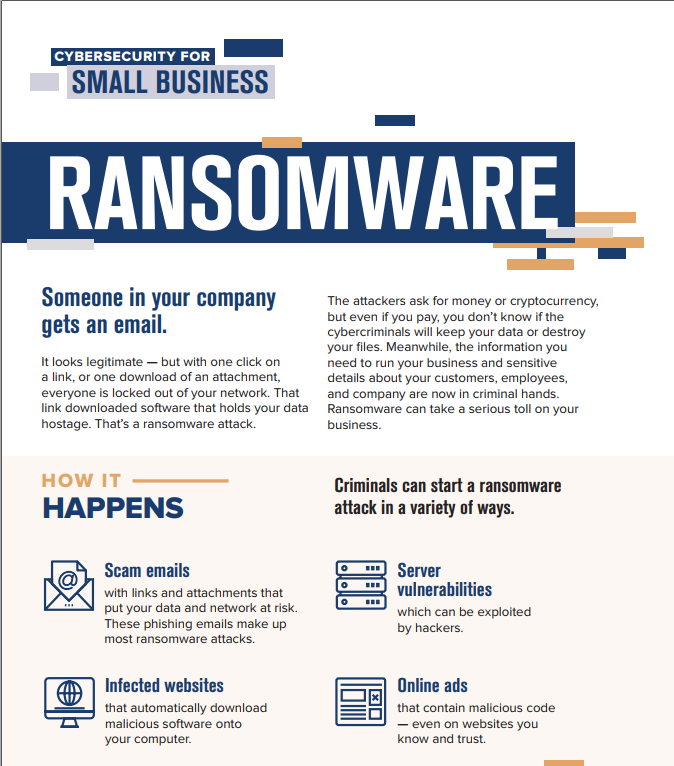 CYBERSECURITY FOR
SMALL BUSINESS
RANSOMWARE
Someone in your company
gets an email.
It looks legitimate — but with one click on
a link, or one download of an attachment,
everyone is locked out of your network. That
link downloaded software that holds your data
hostage. That’s a ransomware attack.
The attackers ask for money or cryptocurrency,
but even if you pay, you don’t know if the
cybercriminals will keep your data or destroy
your files. Meanwhile, the information you
need to run your business and sensitive
details about your customers, employees,
and company are now in criminal hands.
Ransomware can take a serious toll on your
business.
HOW IT
HAPPENS
Criminals can start a ransomware
attack in a variety of ways.
@
Scam emails
with links and attachments that
put your data and network at risk.
These phishing emails make up
most ransomware attacks.
Server
vulnerabilities
which can be exploited
by hackers.
Infected websites
that automatically download
malicious software onto
your computer.
Online ads
that contain malicious code
— even on websites you
know and trust.